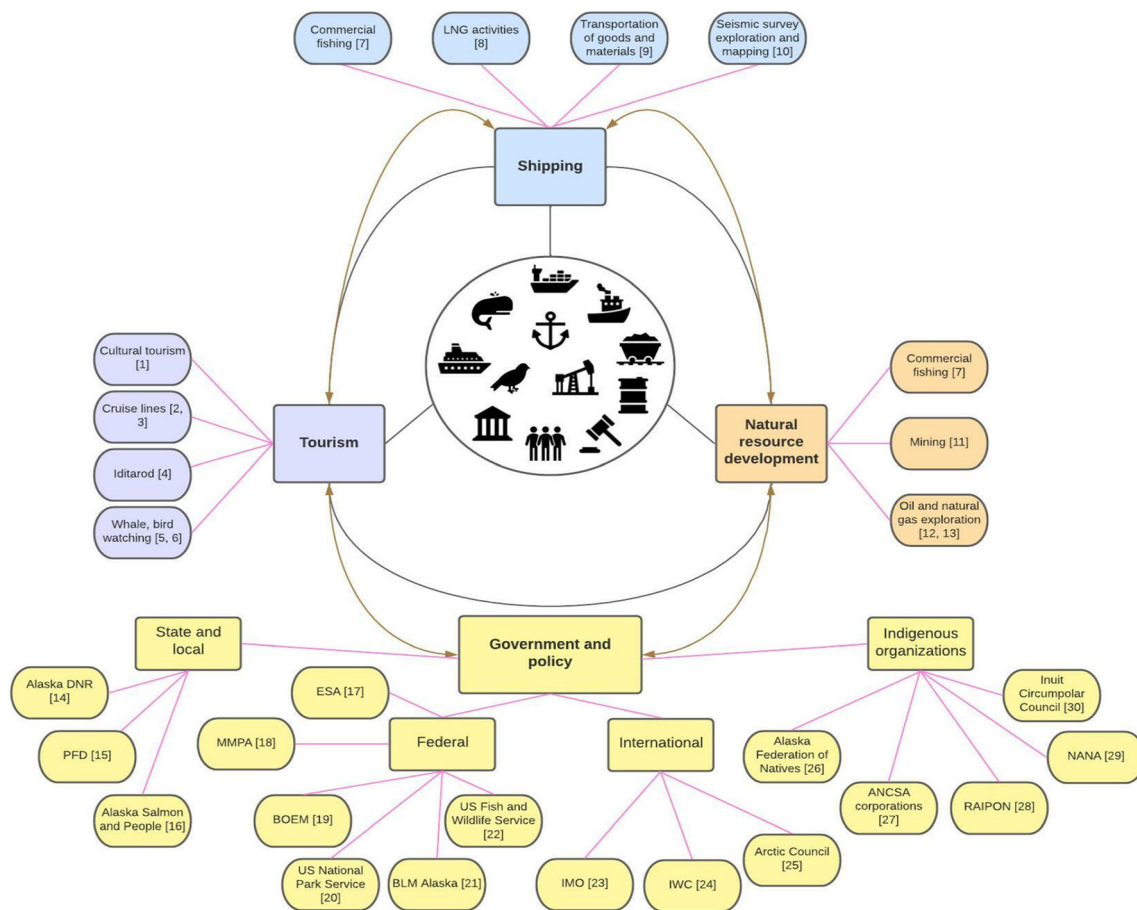 Commercial
fishing [7]
LNG activities
[8]
Transportation
of goods and
materials [9]
Seismic survey
exploration and
mapping [10]
Shipping
Cultural tourism
[1]
Cruise lines [2,
3]
Iditarod [4]
Whale, bird
watching [5, 6]
Tourism
Natural
resource
development
Commercial
fishing [7]
Mining [11]
Oil and natural
gas exploration
[12, 13]
Government and
policy
State and
local
Alaska DNR
[14]
PFD [15]
Alaska Salmon
and People [16]
Federal
ESA [17]
MMPA [18]
BOEM [19]
US National
Park Service
[20]
BLM Alaska [21]
US Fish and
Wildlife Service
[22]
International
IMO [23]
IWC [24]
Arctic Council
[25]
Indigenous
organizations
Alaska
Federation of
Natives [26]
ANCSA
corporations
[27]
RAIPON [28]
NANA [29]
Inuit
Circumpolar
Council [30]